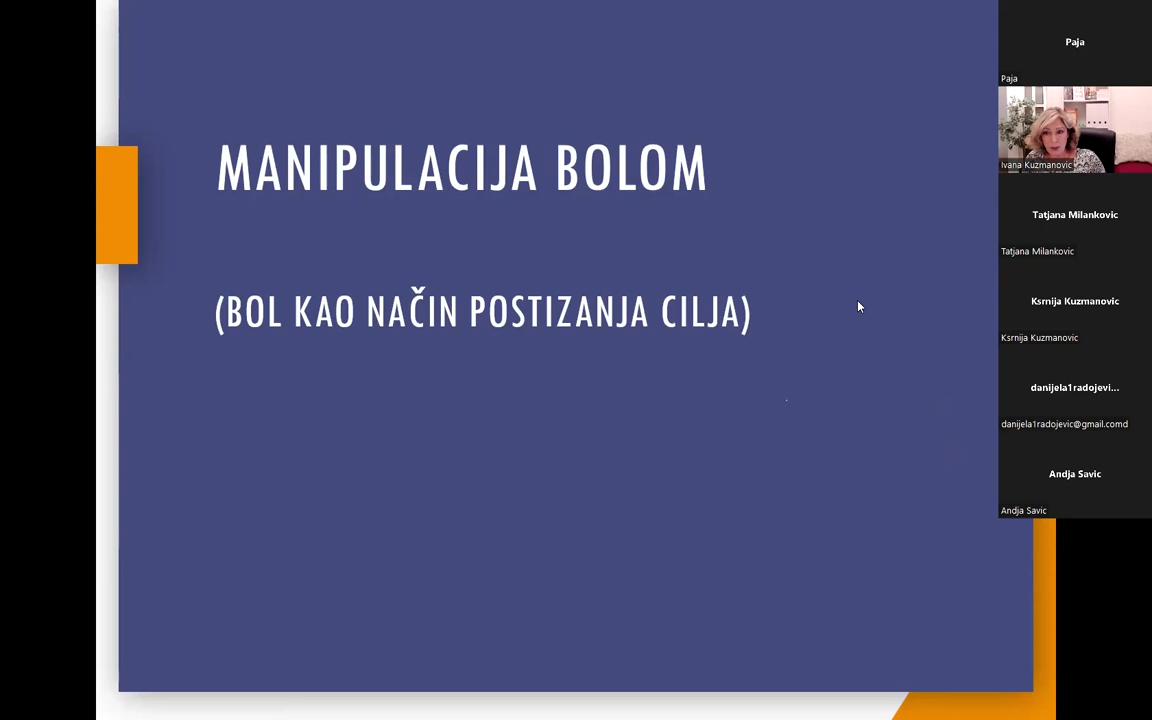 MANIPULACIJA BOLOM
(BOL KAO NAČIN POSTIZANJA CILJA)
Paja
Paja
Ivana Kuzmanovic
Tatjana Milankovic
Tatjana Milankovic
Ksrnija Kuzmanovic
Ksrnija Kuzmanovic
danijela1radojevi...
danijela1radojevic@gmail.comd
Andja Savic
Andja Savic